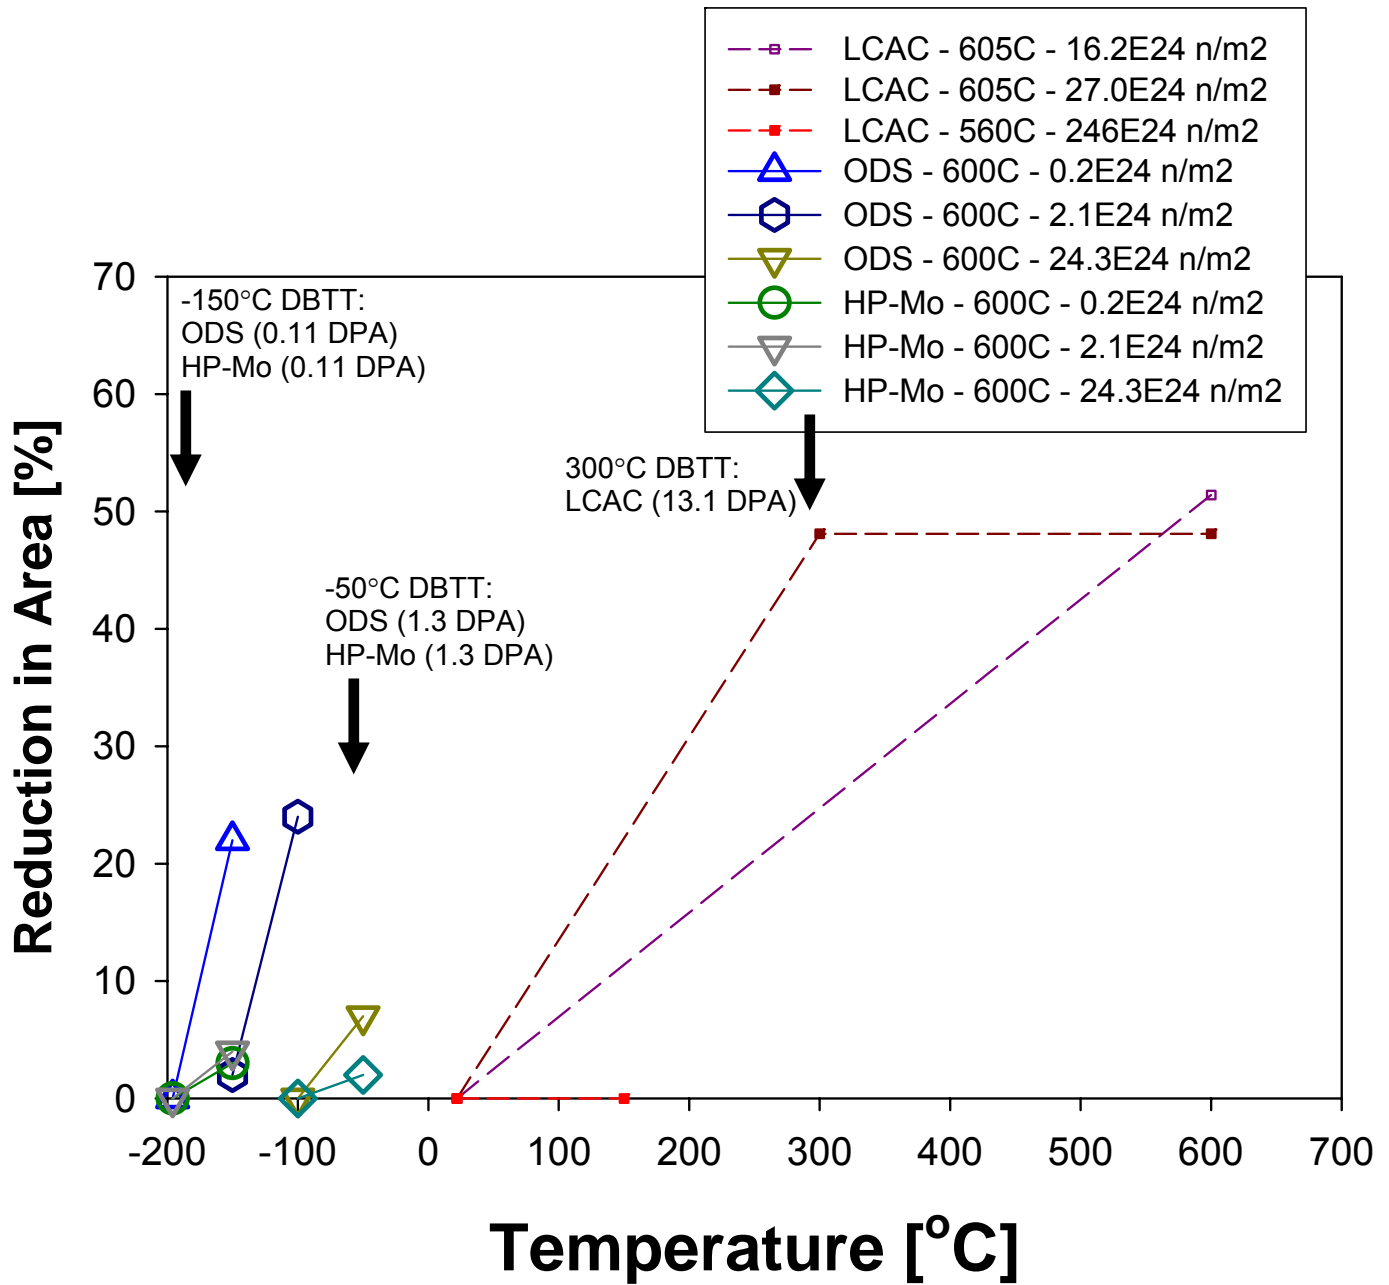 LCAC - 605C - 16.2E24 n/m2
LCAC - 605C - 27.0E24 n/m2
LCAC - 560C - 246E24 n/m2
ODS - 600C - 0.2E24 n/m2
ODS - 600C - 2.1E24 n/m2
ODS - 600C - 24.3E24 n/m2
HP-Mo - 600C - 0.2E24 n/m2
HP-Mo - 600C - 2.1E24 n/m2
HP-Mo - 600C - 24.3E24 n/m2
-150°C DBTT:
ODS (0.11 DPA)
HP-Mo (0.11 DPA)
300°C DBTT:
LCAC (13.1 DPA)
-50°C DBTT:
ODS (1.3 DPA)
HP-Mo (1.3 DPA)
Reduction in Area [%]
70
60
50
40
30
20
10
0
-200 -100 0 100 200 300 400 500 600 700
Temperature [°C]